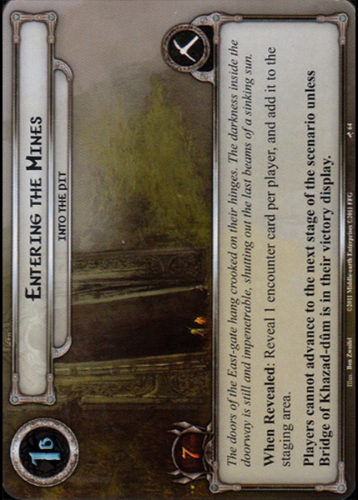 1B
ENTERING THE MINES
INTO THE PIT
7
The doors of the East-gate hang crooked on their hinges. The darkness inside the
doorway is still and impenetrable, shutting out the last beams of a sinking sun.
When Revealed: Reveal 1 encounter card per player, and add it to the
staging area.
Players cannot advance to the next stage of the scenario unless
Bridge of Khazad-dûm is in their victory display.
Illus. Ben Zweifel ©2011 Middle-earth Enterprises ©2011 FFG 64